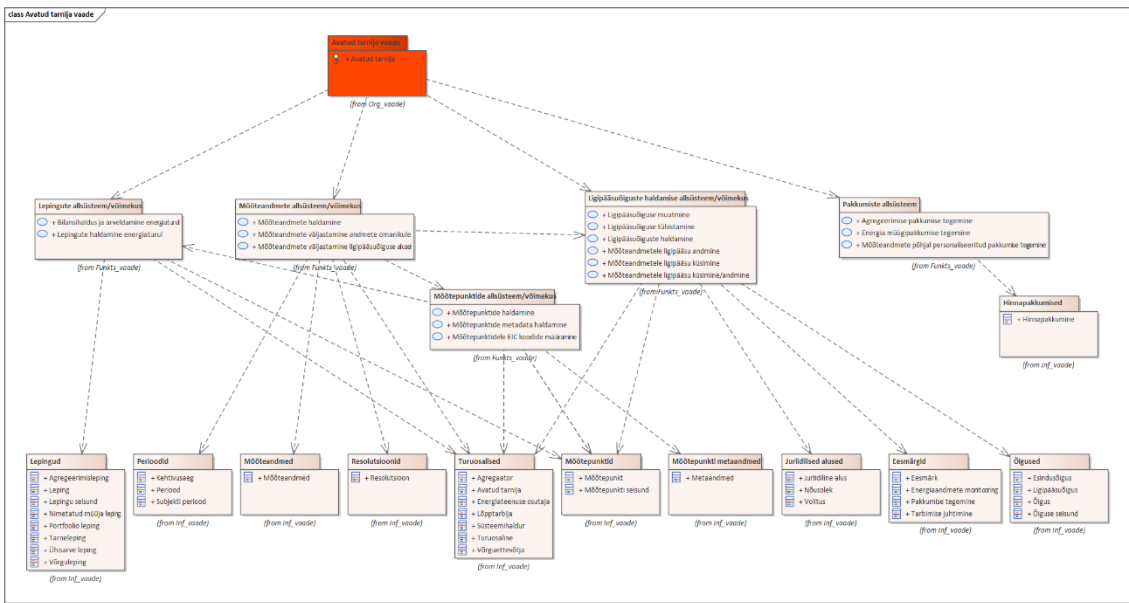 class Avatud tarnija vaade
Avatud tarnija vaade
+ Avatud tarnija
(from Org_vaade)
Lepingute allsüsteem/võimekus
+ Bilansihaldus ja arveldamine energiaturul
+ Lepingute haldamine energiaturul
(from Funkts_vaade)
Mõõteandmete allsüsteem/võimekus
+ Mõõteandmete haldamine
+ Mõõteandmete väljastamine andmete omanikule
+ Mõõteandmete väljastamine ligipääsuõiguse alusel
(from Funkts_vaade)
Ligipääsuõiguste haldamise allsüsteem/võimekus
+ Ligipääsuõiguse muutmine
+ Ligipääsuõiguse tühistamine
+ Ligipääsuõiguste haldamine
+ Mõõteandmetele ligipääsu andmine
+ Mõõteandmetele ligipääsu küsimine
+ Mõõteandmetele ligipääsu küsimine/andmine
(from Funkts_vaade)
Pakkumiste allsüsteem
+ Agregeerimise pakkumise tegemine
+ Energia müügipakkumise tegemine
+ Mõõteandmete põhjal personaliseeritud pakkumise tegemine
(from Funkts_vaade)
Mõõtepunktide allsüsteem/võimekus
+ Mõõtepunktide haldamine
+ Mõõtepunktide metadata haldamine
+ Mõõtepunktidele EIC koodide määramine
(from Funkts_vaade)
Hinnapakkumised
+ Hinnapakkumine
(from Inf_vaade)
Lepingud
+ Agregeerimisleping
+ Leping
+ Lepingu seisund
+ Nimetatud müüja leping
+ Portfoolio leping
+ Tarneleping
+ Ühisarve leping
+ Võrguleping
(from Inf_vaade)
Perioodid
+ Kehtivusaeg
+ Periood
+ Subjekti periood
(from Inf_vaade)
Mõõteandmed
+ Mõõteandmed
(from Inf_vaade)
Resolutsioonid
+ Resolutsioon
(from Inf_vaade)
Turuosalised
+ Agregaator
+ Avatud tarnija
+ Energiateenuse osutaja
+ Lõpptarbija
+ Süsteemihaldur
+ Turuosaline
+ Võrguettevõtja
(from Inf_vaade)
Mõõtepunktid
+ Mõõtepunkt
+ Mõõtepunkti seisund
(from Inf_vaade)
Mõõtepunkti metaandmed
+ Metaandmed
(from Inf_vaade)
Juriidilised alused
+ Juriidiline alus
+ Nõusolek
+ Volitus
(from Inf_vaade)
Eesmärgid
+ Eesmärk
+ Energiaandmete monitooring
+ Pakkumise tegemine
+ Tarbimise juhtimine
(from Inf_vaade)
Õigused
+ Esindusõigus
+ Ligipääsuõigus
+ Õigus
+ Õiguse seisund
(from Inf_vaade)